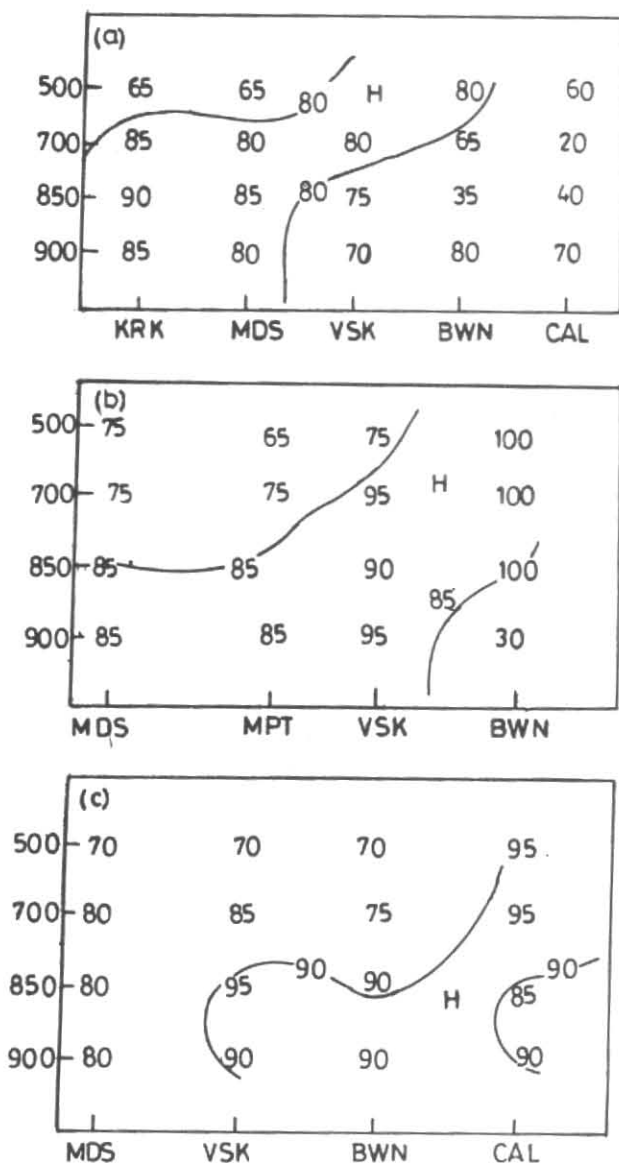 (a)
500 65 65 80 H 80 60
700 85 80 80 65 20
850 90 85 80 75 35 40
900 85 80 70 80 70
KRK MDS VSK BWN CAL
(b)
500 75 65 75 100
700 75 75 95 H 100
850 85 85 90 100
85
900 85 85 95 30
MDS MPT VSK BWN
(c)
500 70 70 70 95
700 80 85 75 95
90 90
850 80 95 90 H 85
900 80 90 90 90
MDS VSK BWN CAL